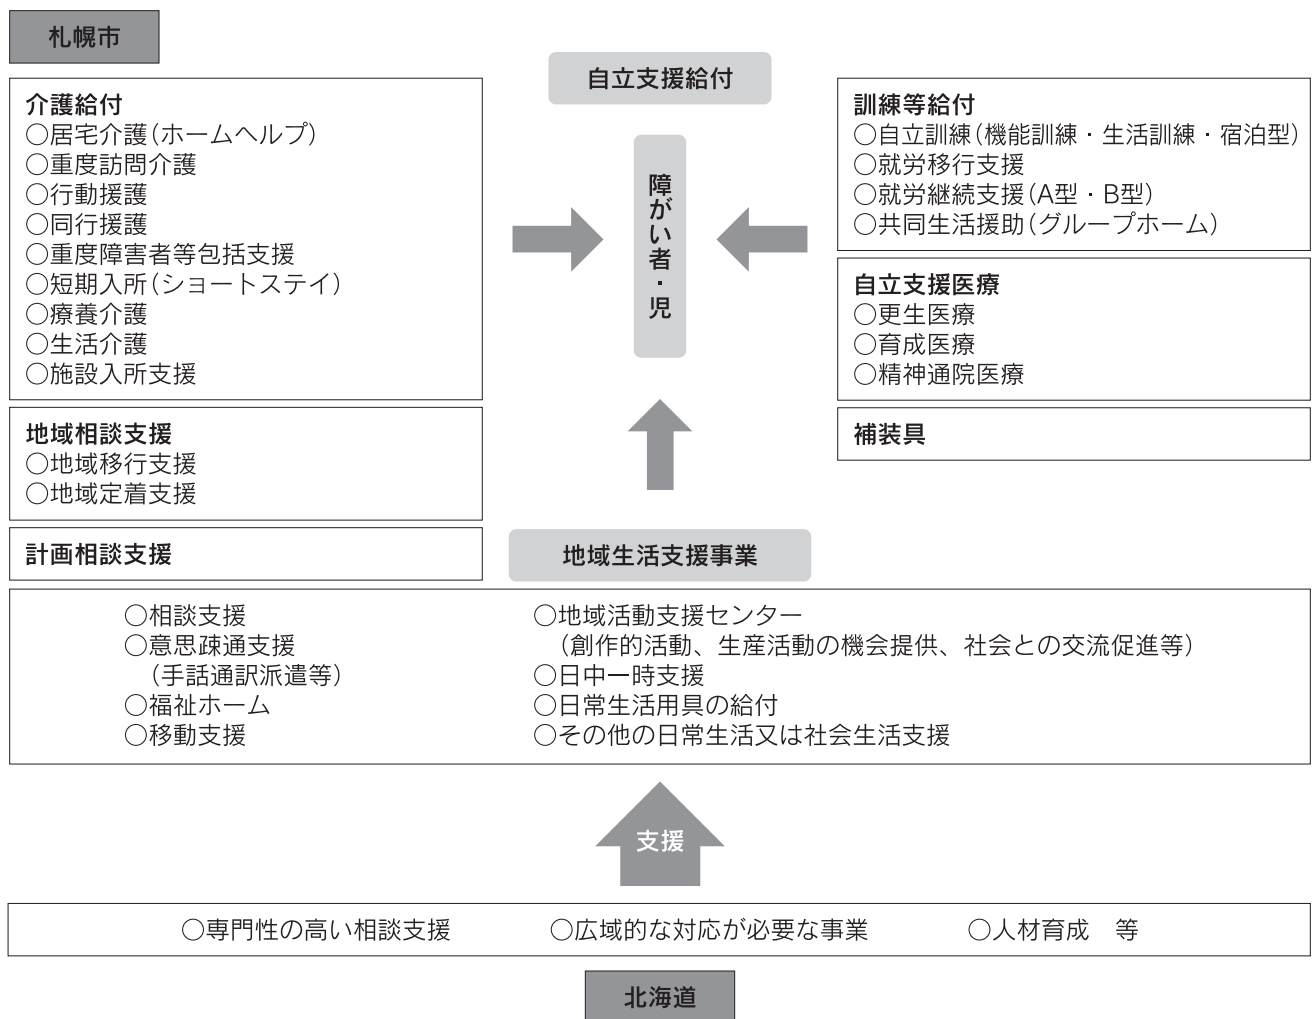 札幌市
自立支援給付
介護給付
○居宅介護（ホームヘルプ）
○重度訪問介護
○行動援護
○同行援護
○重度障害者等包括支援
○短期入所（ショートステイ）
○療養介護
○生活介護
○施設入所支援
地域相談支援
○地域移行支援
○地域定着支援
計画相談支援
障がい者・児
訓練等給付
○自立訓練（機能訓練・生活訓練・宿泊型）
○就労移行支援
○就労継続支援（A型・B型）
○共同生活援助（グループホーム）
自立支援医療
○更生医療
○育成医療
○精神通院医療
補装具
地域生活支援事業
○相談支援
○意思疎通支援
（手話通訳派遣等）
○福祉ホーム
○移動支援
○地域活動支援センター
（創作的活動、生産活動の機会提供、社会との交流促進等）
○日中一時支援
○日常生活用具の給付
○その他の日常生活又は社会生活支援
支援
○専門性の高い相談支援　○広域的な対応が必要な事業　○人材育成　等
北海道